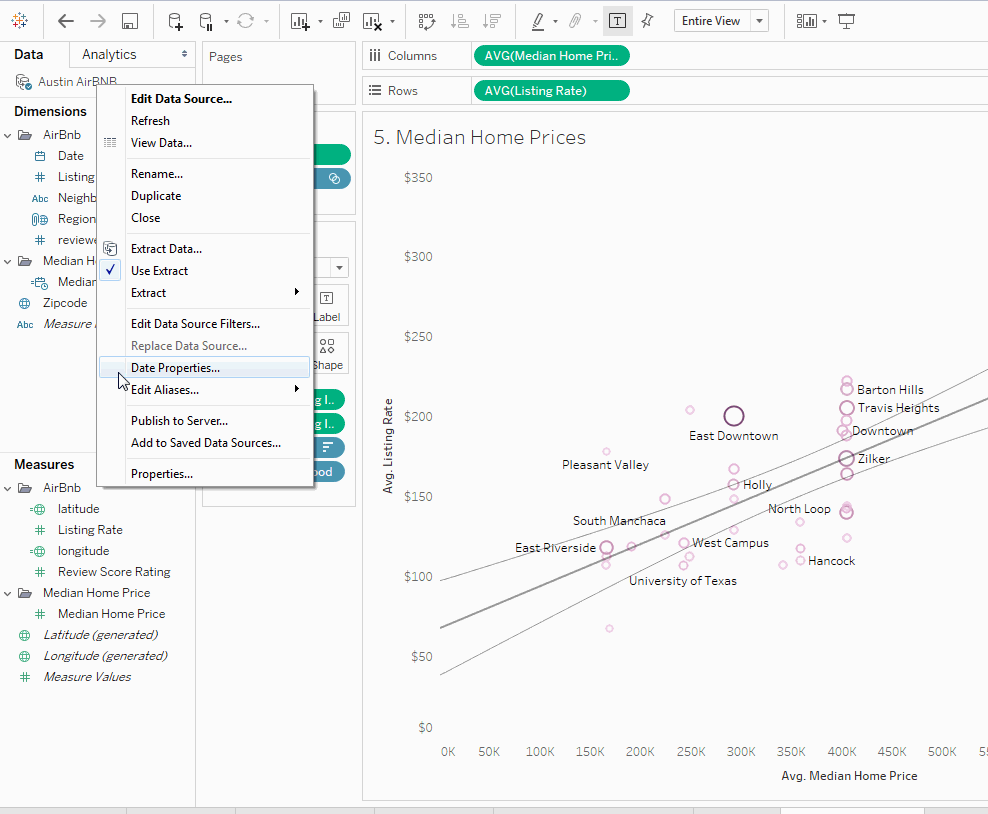 Entire View
Data
Analytics
Pages
Columns
AVG(Median Home Pri..
Austin AirBNB
Rows
AVG(Listing Rate)
Dimensions
AirBnb
Date
Listing
Abc
Neighb
Region
reviewe
Median H
Median
Zipcode
Abc
Measure
Edit Data Source...
Refresh
View Data...
Rename...
Duplicate
Close
Extract Data...
Use Extract
Extract
Edit Data Source Filters...
Replace Data Source...
Date Properties...
Edit Aliases...
Publish to Server...
Add to Saved Data Sources...
Properties...
T
Label
Shape
g l..
g l..
ood
Measures
AirBnb
latitude
Listing Rate
longitude
Review Score Rating
Median Home Price
Median Home Price
Latitude (generated)
Longitude (generated)
Measure Values
5. Median Home Prices
Avg. Listing Rate
$350
$300
$250
$200
$150
$100
$50
$0
Barton Hills
Travis Heights
Downtown
East Downtown
Zilker
Pleasant Valley
Holly
North Loop
South Manchaca
West Campus
East Riverside
Hancock
University of Texas
0K 50K 100K 150K 200K 250K 300K 350K 400K 450K 500K
Avg. Median Home Price